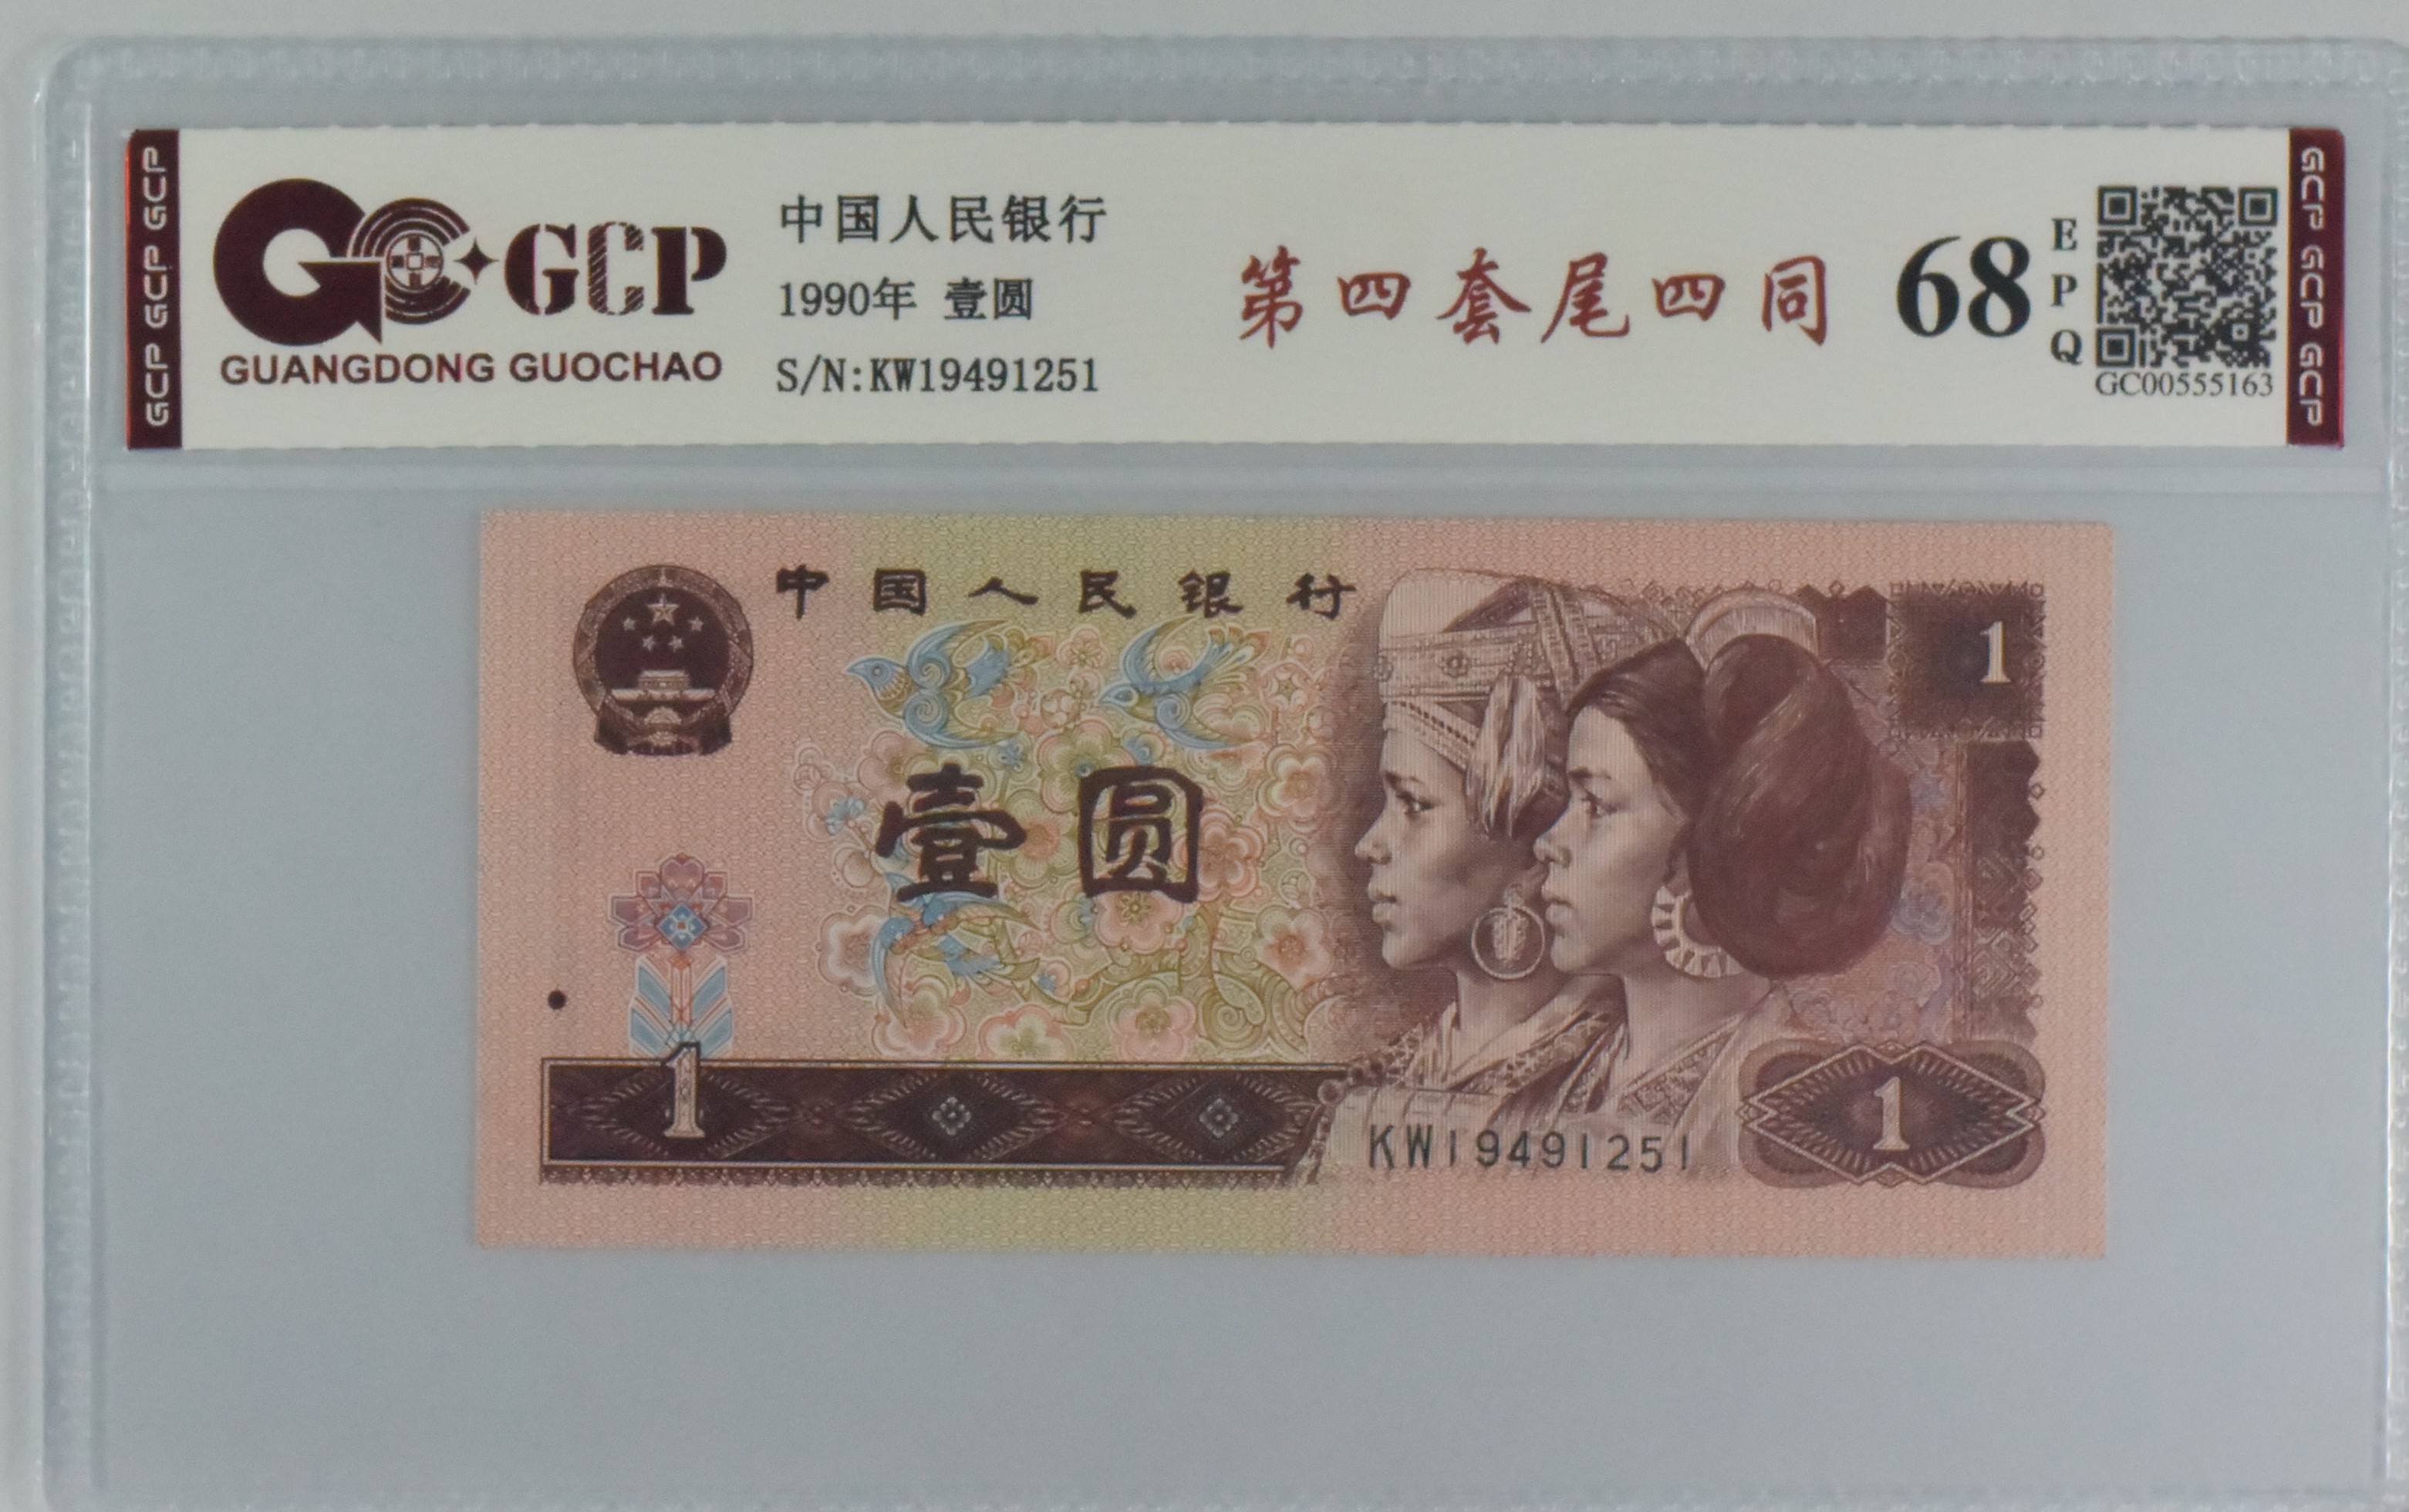 GCP GCP GCP
GCP
GUANGDONG GUOCHAO
中国人民银行
1990年 壹圆
S/N:KW19491251
第四套尾四同
68
E
P
Q
GC00555163
GCP GCP GCP
中国人民银行
1
壹圆
1
1
KW19491251